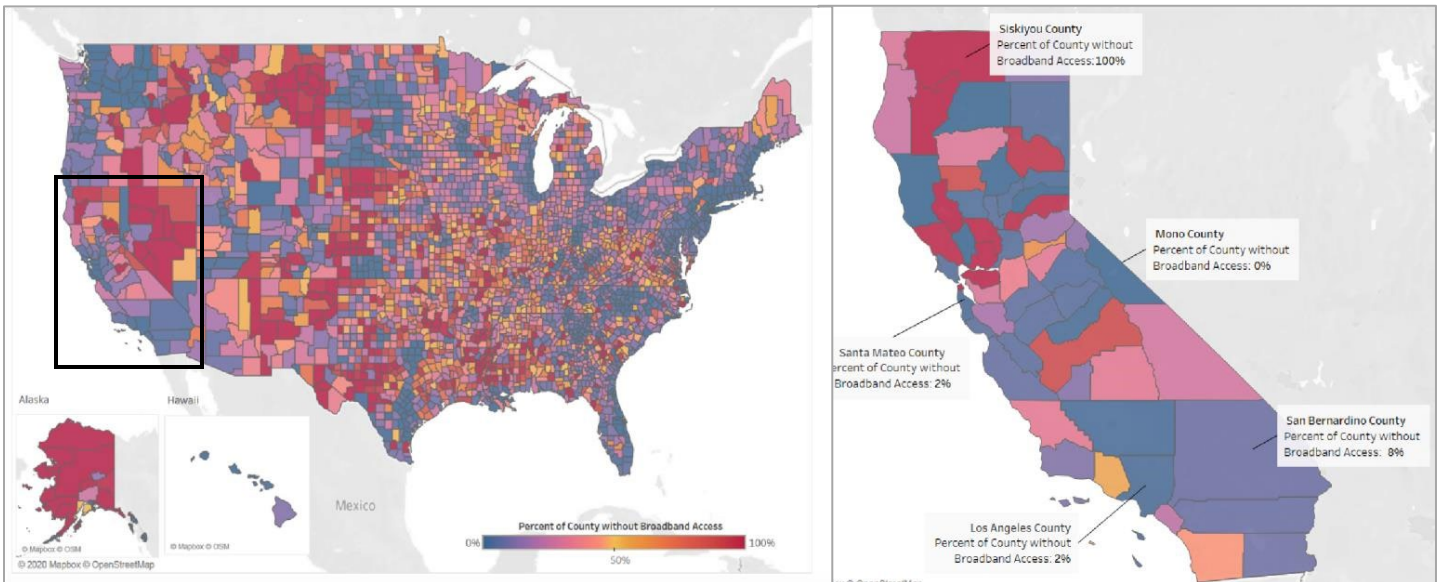 Alaska
Hawaii
Mexico
Percent of County without Broadband Access
0%
100%
50%
© Mapbox © OSM
© Mapbox © OSM
© 2020 Mapbox © OpenStreetMap
Siskiyou County
Percent of County without
Broadband Access: 100%
Mono County
Percent of County without
Broadband Access: 0%
Santa Mateo County
ercent of County without
Broadband Access: 2%
San Bernardino County
Percent of County without
Broadband Access: 8%
Los Angeles County
Percent of County without
Broadband Access: 2%